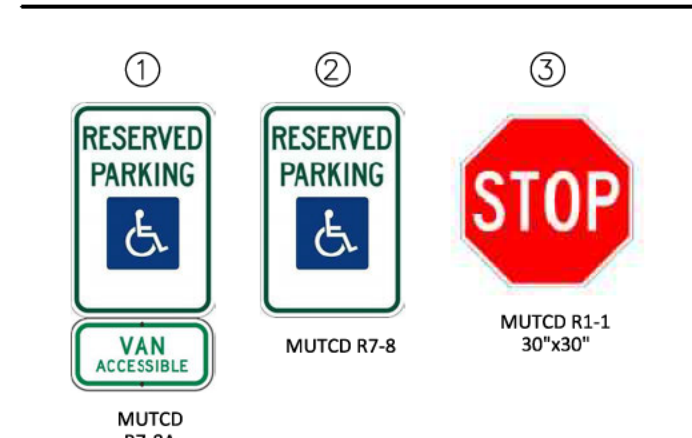 ①
②
③
RESERVED
PARKING
VAN
ACCESSIBLE
MUTCD
RESERVED
PARKING
MUTCD R7-8
STOP
MUTCD R1-1
30"x30"